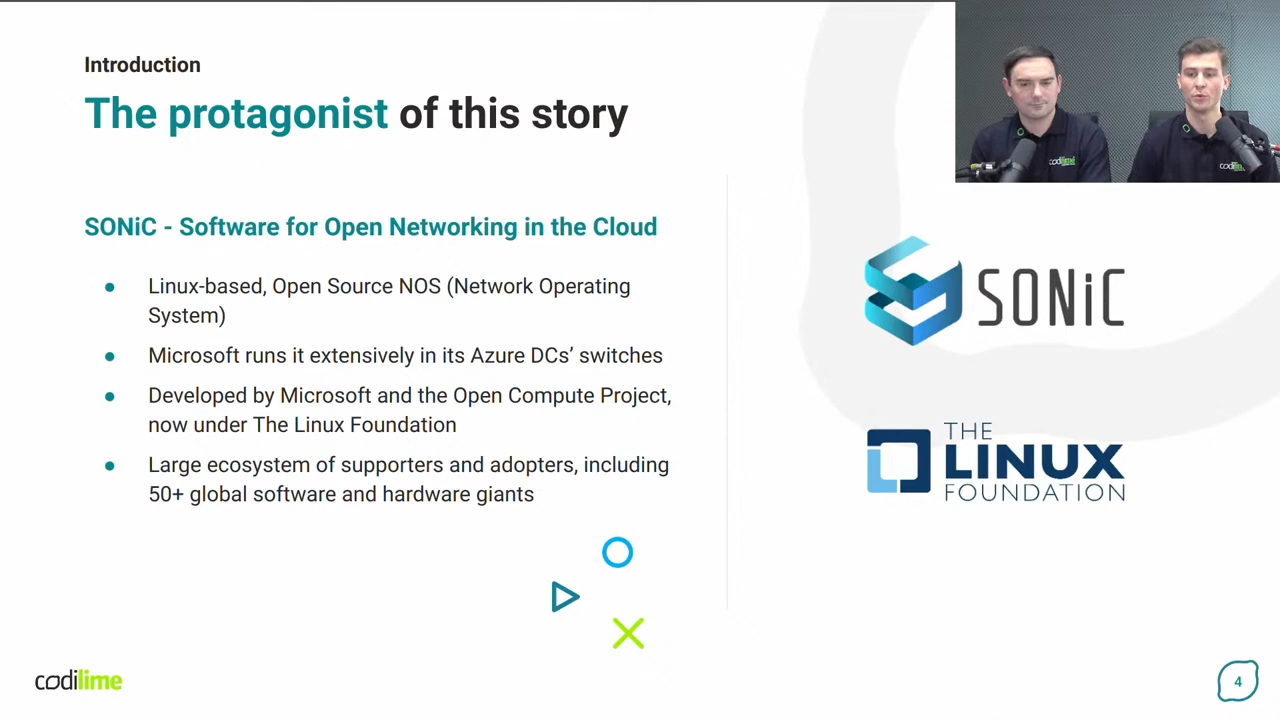 Introduction
The protagonist of this story
SONiC - Software for Open Networking in the Cloud
● Linux-based, Open Source NOS (Network Operating
System)
● Microsoft runs it extensively in its Azure DCs’ switches
● Developed by Microsoft and the Open Compute Project,
now under The Linux Foundation
● Large ecosystem of supporters and adopters, including
50+ global software and hardware giants
SONiC
THE
LINUX
FOUNDATION
codilime
codilime
4